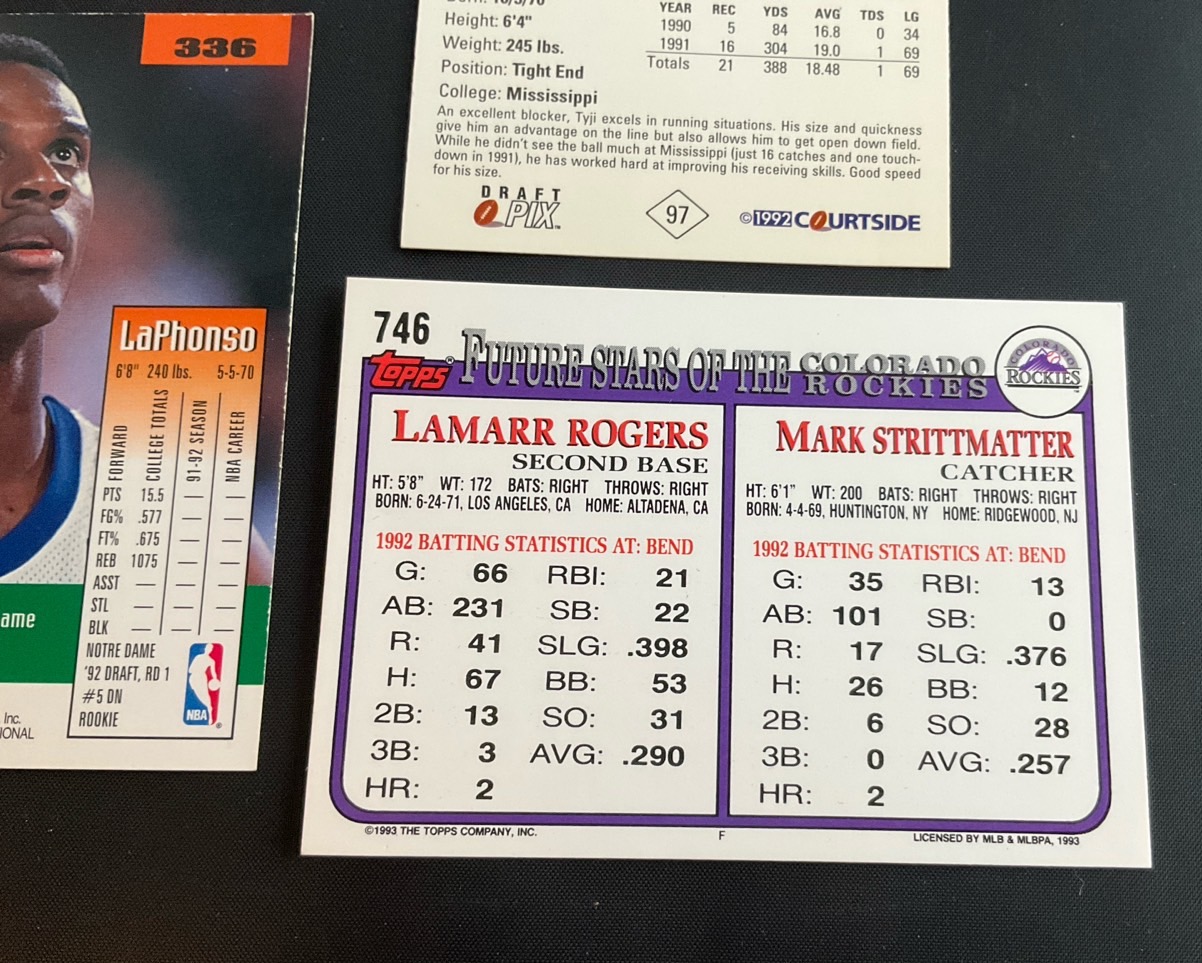 336
LaPhonso
6'8" 240 lbs. 5-5-70
FORWARD COLLEGE TOTALS 91-92 SEASON NBA CAREER
PTS 15.5 — —
FG% .577 — —
FT% .675 — —
REB 1075 — —
ASST — — —
STL — — —
BLK — — —
NOTRE DAME
'92 DRAFT, RD 1
#5 DN
ROOKIE
NBA
ame
Inc.
IONAL
Height: 6'4"
Weight: 245 lbs.
Position: Tight End
College: Mississippi
YEAR REC YDS AVG TDS LG
1990 5 84 16.8 0 34
1991 16 304 19.0 1 69
Totals 21 388 18.48 1 69
An excellent blocker, Tyji excels in running situations. His size and quickness
give him an advantage on the line but also allows him to get open down field.
While he didn't see the ball much at Mississippi (just 16 catches and one touch-
down in 1991), he has worked hard at improving his receiving skills. Good speed
for his size.
DRAFT
PIX™
97
©1992 COURTSIDE
746
TOPPS® FUTURE STARS OF THE COLORADO ROCKIES
COLORADO
ROCKIES
LAMARR ROGERS
SECOND BASE
HT: 5'8" WT: 172 BATS: RIGHT THROWS: RIGHT
BORN: 6-24-71, LOS ANGELES, CA HOME: ALTADENA, CA
1992 BATTING STATISTICS AT: BEND
G: 66 RBI: 21
AB: 231 SB: 22
R: 41 SLG: .398
H: 67 BB: 53
2B: 13 SO: 31
3B: 3 AVG: .290
HR: 2
MARK STRITTMATTER
CATCHER
HT: 6'1" WT: 200 BATS: RIGHT THROWS: RIGHT
BORN: 4-4-69, HUNTINGTON, NY HOME: RIDGEWOOD, NJ
1992 BATTING STATISTICS AT: BEND
G: 35 RBI: 13
AB: 101 SB: 0
R: 17 SLG: .376
H: 26 BB: 12
2B: 6 SO: 28
3B: 0 AVG: .257
HR: 2
©1993 THE TOPPS COMPANY, INC. F LICENSED BY MLB & MLBPA, 1993